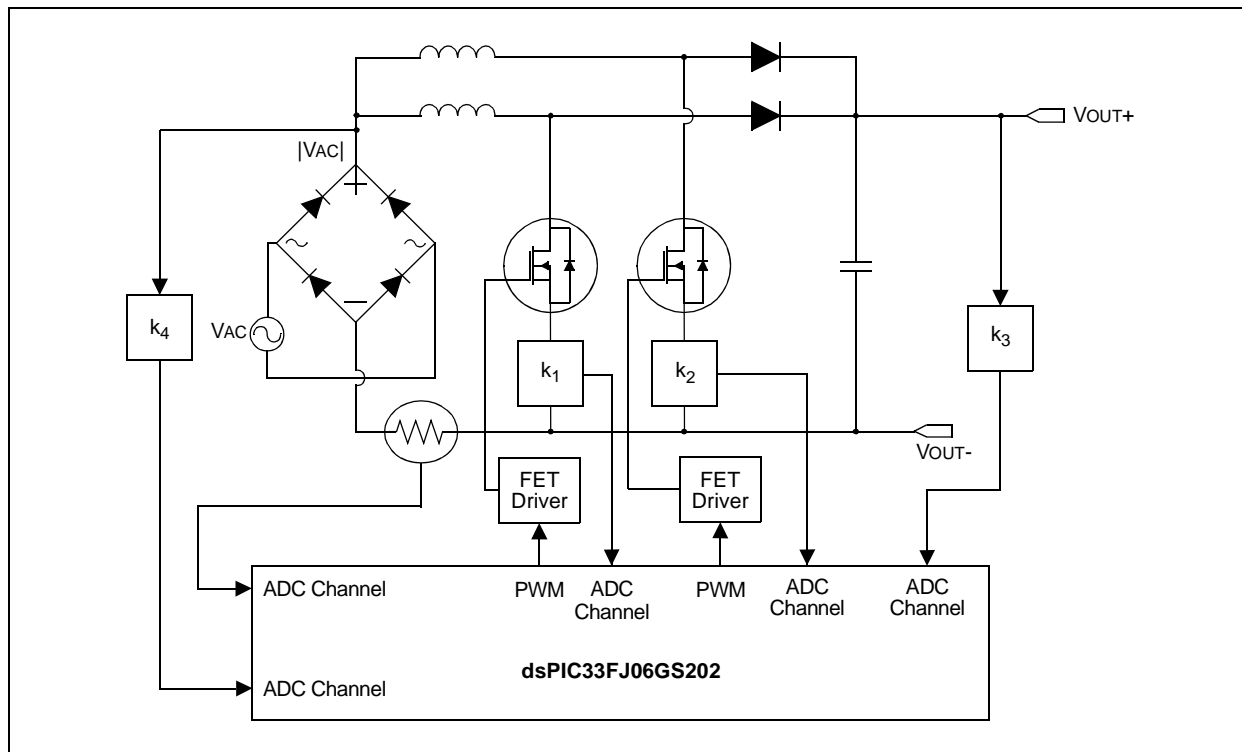 VOUT+
|VAC|
k4
VAC
k1
k2
k3
VOUT-
FET
Driver
FET
Driver
ADC Channel
PWM
ADC
Channel
PWM
ADC
Channel
ADC
Channel
dsPIC33FJ06GS202
ADC Channel